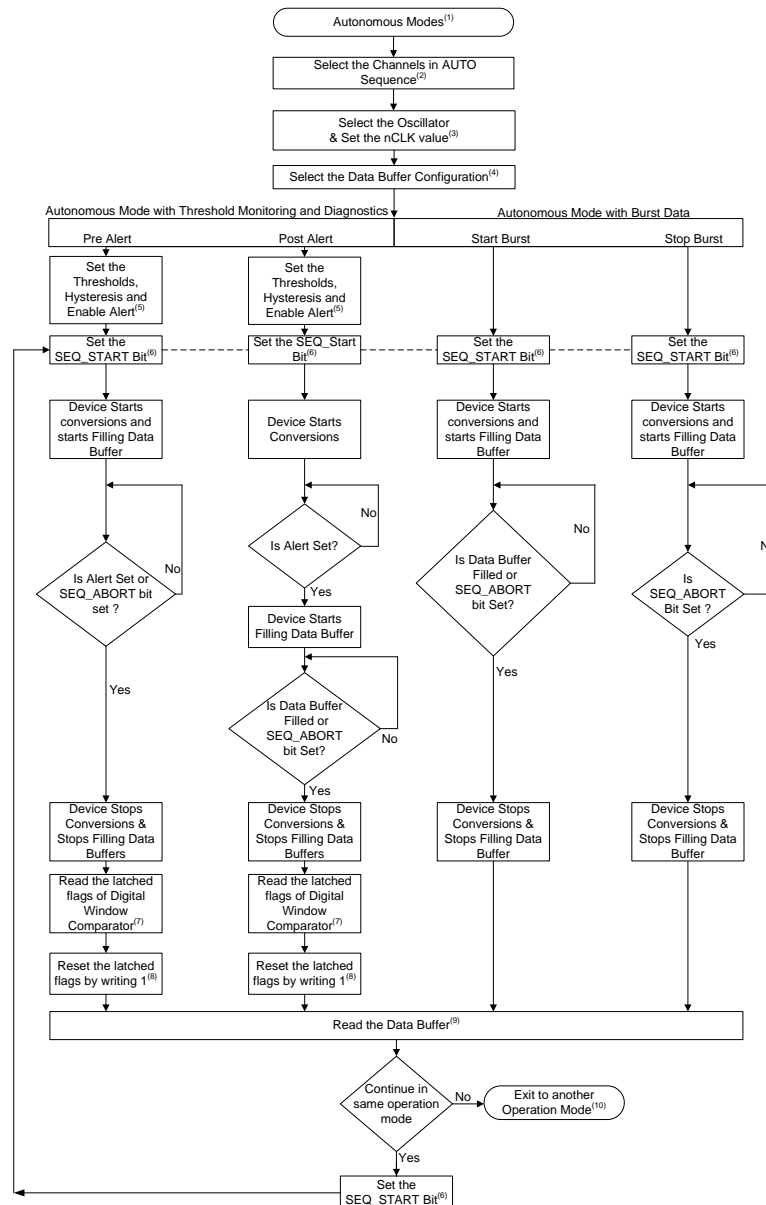 Autonomous Modes(1)
Select the Channels in AUTO
Sequence(2)
Select the Oscillator
& Set the nCLK value(3)
Select the Data Buffer Configuration(4)
Autonomous Mode with Threshold Monitoring and Diagnostics
Autonomous Mode with Burst Data
Pre Alert
Post Alert
Start Burst
Stop Burst
Set the
Thresholds,
Hysteresis and
Enable Alert(5)
Set the
Thresholds,
Hysteresis and
Enable Alert(5)
Set the
SEQ_START Bit(6)
Set the SEQ_Start
Bit(6)
Set the
SEQ_START Bit(6)
Set the
SEQ_START Bit(6)
Device Starts
conversions and
starts Filling Data
Buffer
Device Starts
Conversions
Device Starts
conversions and
starts Filling Data
Buffer
Device Starts
conversions and
starts Filling Data
Buffer
Is Alert Set or
SEQ_ABORT bit
set ?
No
Yes
Is Alert Set?
No
Yes
Device Starts
Filling Data Buffer
Is Data Buffer
Filled or
SEQ_ABORT
bit Set?
No
Yes
Is Data Buffer
Filled or
SEQ_ABORT
bit Set?
No
Yes
Is
SEQ_ABORT
Bit Set ?
Yes
Device Stops
Conversions &
Stops Filling Data
Buffers
Device Stops
Conversions &
Stops Filling Data
Buffers
Device Stops
Conversions &
Stops Filling Data
Buffer
Device Stops
Conversions &
Stops Filling Data
Buffer
Read the latched
flags of Digital
Window
Comparator(7)
Read the latched
flags of Digital
Window
Comparator(7)
Reset the latched
flags by writing 1(8)
Reset the latched
flags by writing 1(8)
Read the Data Buffer(9)
Continue in
same operation
mode
No
Exit to another
Operation Mode(10)
Yes
Set the
SEQ_START Bit(6)